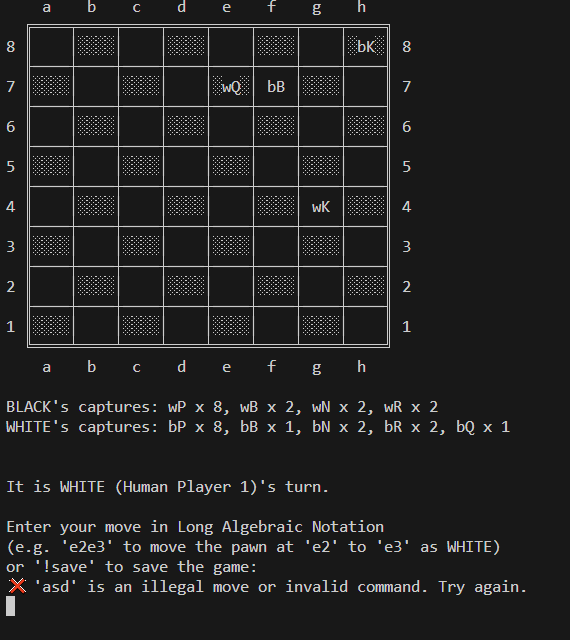 a b c d e f g h
8 bK 8
7 wQ bB 7
6 6
5 5
4 wK 4
3 3
2 2
1 1
a b c d e f g h
BLACK's captures: wP x 8, wB x 2, wN x 2, wR x 2
WHITE's captures: bP x 8, bB x 1, bN x 2, bR x 2, bQ x 1
It is WHITE (Human Player 1)'s turn.
Enter your move in Long Algebraic Notation
(e.g. 'e2e3' to move the pawn at 'e2' to 'e3' as WHITE)
or '!save' to save the game:
❌ 'asd' is an illegal move or invalid command. Try again.